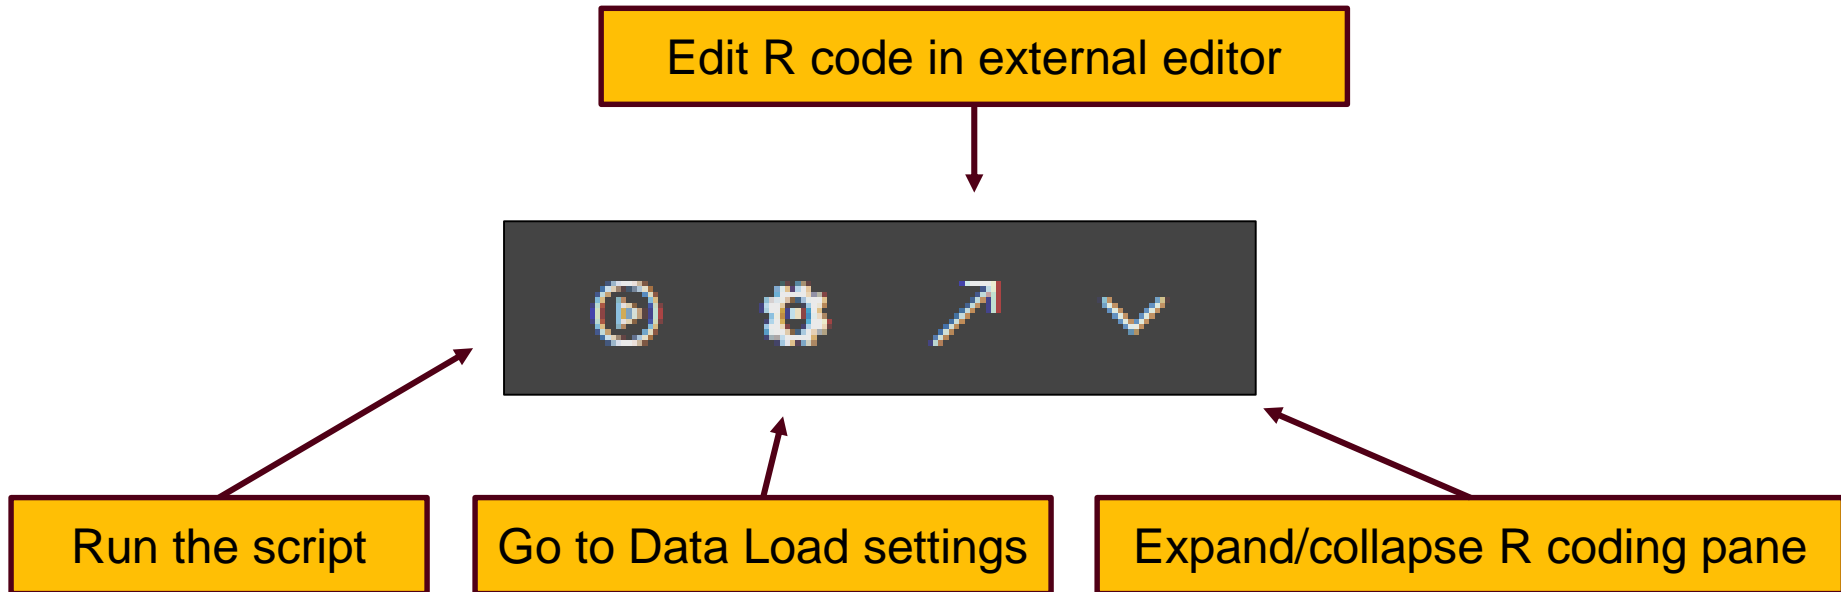 Edit R code in external editor
Run the script
Go to Data Load settings
Expand/collapse R coding pane